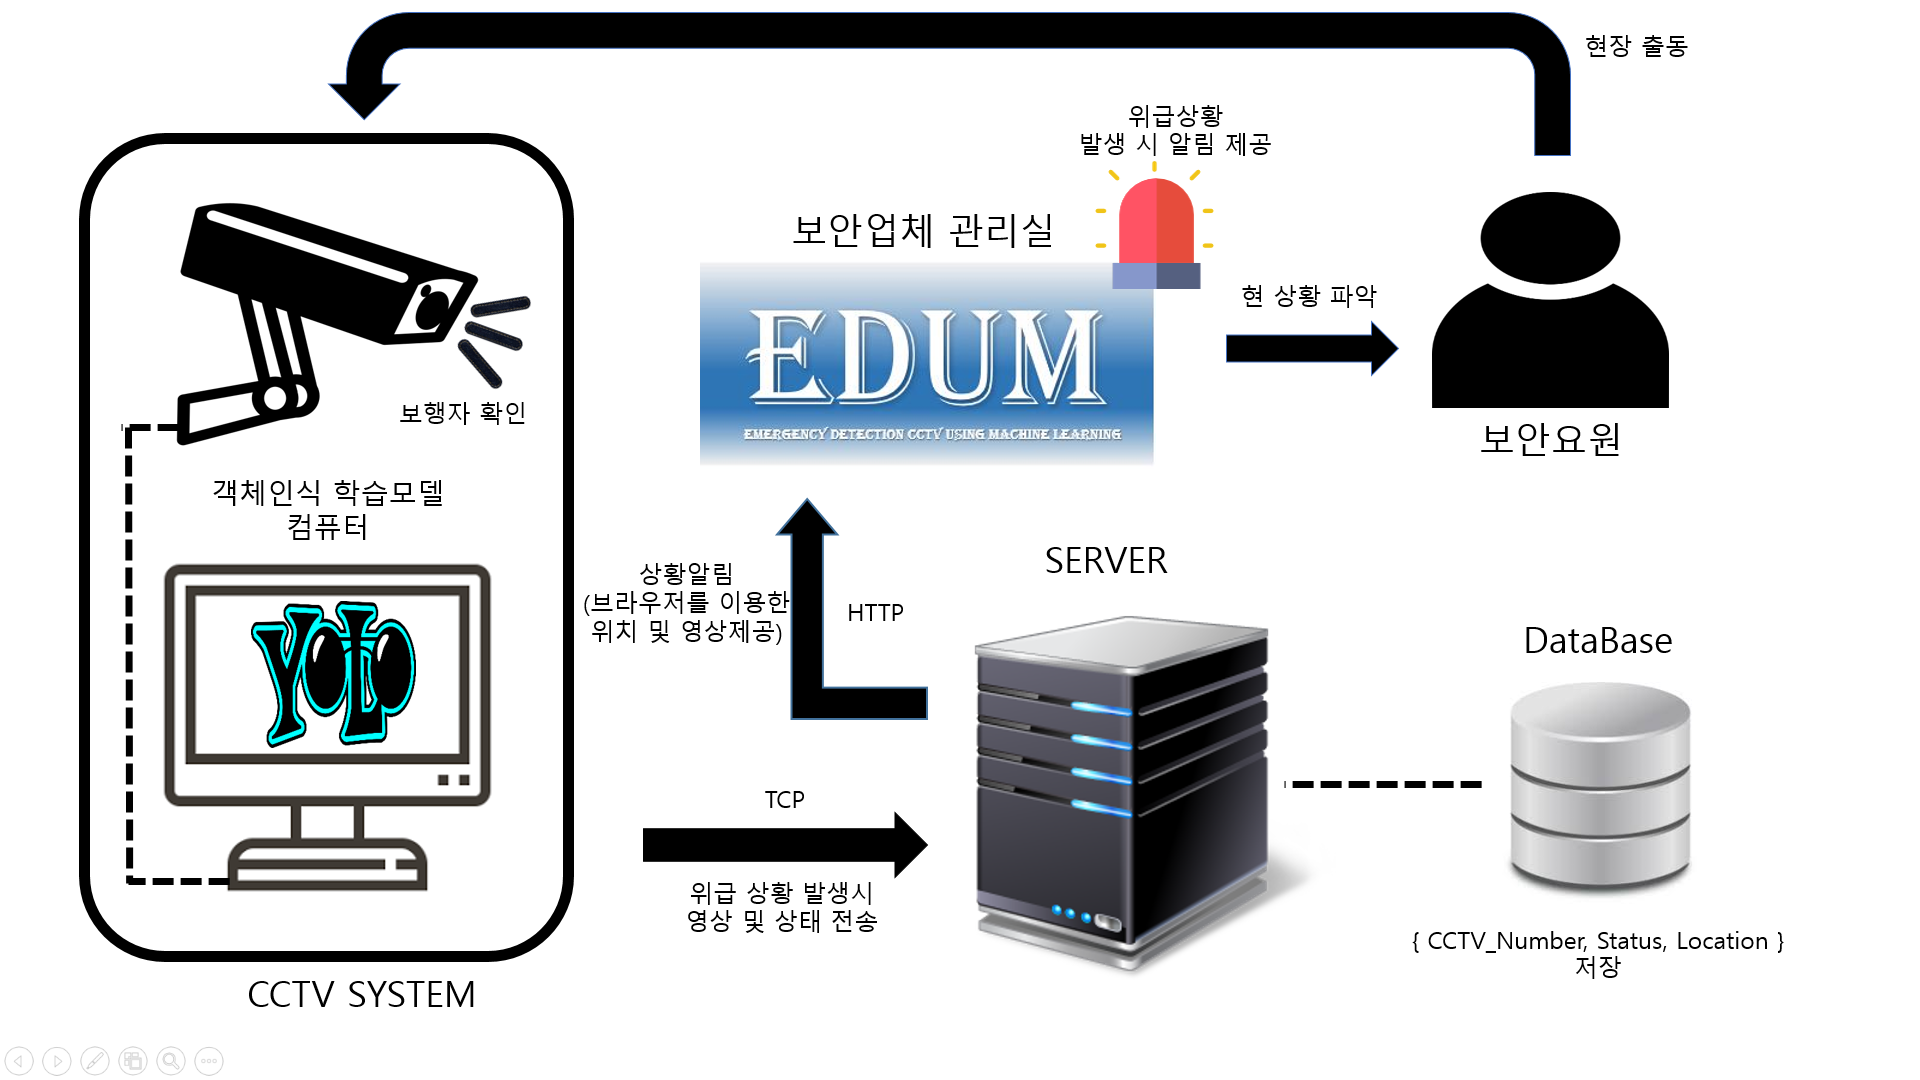 현장 출동
위급상황
발생 시 알림 제공
보안업체 관리실
EDUM
EMERGENCY DETECTION CCTV USING MACHINE LEARNING
현 상황 파악
보안요원
보행자 확인
객체인식 학습모델
컴퓨터
YOLO
CCTV SYSTEM
상황알림
(브라우저를 이용한
위치 및 영상제공)
HTTP
TCP
위급 상황 발생시
영상 및 상태 전송
SERVER
DataBase
{ CCTV_Number, Status, Location }
저장